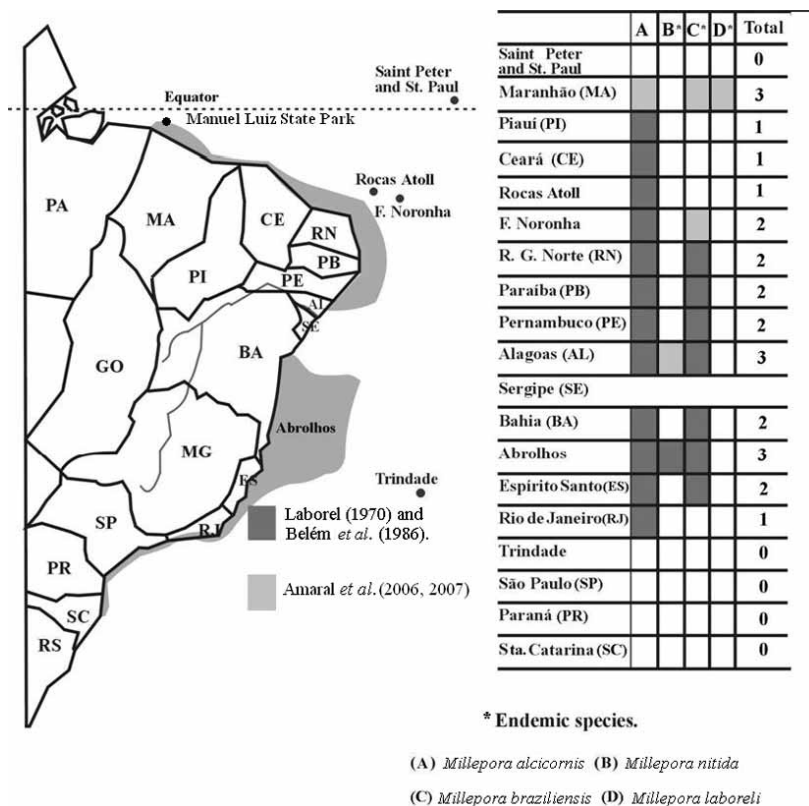 Saint Peter
and St. Paul
Equator
Manuel Luiz State Park
Rocas Atoll
F. Noronha
PA
MA
CE
RN
PB
PI
PE
Al
SE
BA
GO
Abrolhos
MG
ES
Trindade
SP
RJ
PR
SC
RS
Laborel (1970) and
Belém et al. (1986).
Amaral et al. (2006, 2007)
A B* C* D* Total
Saint Peter
and St. Paul 0
Maranhão (MA) 3
Piauí (PI) 1
Ceará (CE) 1
Rocas Atoll 1
F. Noronha 2
R. G. Norte (RN) 2
Paraíba (PB) 2
Pernambuco (PE) 2
Alagoas (AL) 3
Sergipe (SE)
Bahia (BA) 2
Abrolhos 3
Espírito Santo (ES) 2
Rio de Janeiro (RJ) 1
Trindade 0
São Paulo (SP) 0
Paraná (PR) 0
Sta. Catarina (SC) 0
* Endemic species.
(A) Millepora alcicornis (B) Millepora nitida
(C) Millepora braziliensis (D) Millepora laboreli